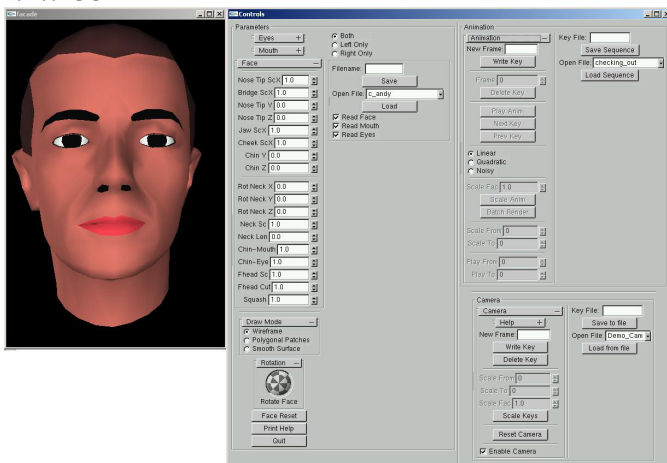 facade
Controls
Parameters
Eyes +
Mouth +
Face −
Nose Tip ScX 1.0
Bridge ScX 1.0
Nose Tip Y 0.0
Nose Tip Z 0.0
Jaw ScX 1.0
Cheek ScX 1.0
Chin Y 0.0
Chin Z 0.0
Rot Neck X 0.0
Rot Neck Y 0.0
Rot Neck Z 0.0
Neck Sc 1.0
Neck Len 0.0
Chin-Mouth 1.0
Chin-Eye 1.0
Fhead Sc 1.0
Fhead Cut 1.0
Squash 1.0
Draw Mode −
Wireframe
Polygonal Patches
Smooth Surface
Rotation −
Rotate Face
Face Reset
Print Help
Quit
Both
Left Only
Right Only
Filename:
Save
Open File: c_andy
Load
Read Face
Read Mouth
Read Eyes
Animation
Animation −
New Frame:
Write Key
Frame 0
Delete Key
Play Anim
Next Key
Prev Key
Linear
Quadratic
Noisy
Scale Fac 1.0
Scale Anim
Batch Render
Scale From 0
Scale To 0
Play From 0
Play To 0
Key File:
Save Sequence
Open File: checking_out
Load Sequence
Camera
Camera −
Help +
New Frame:
Write Key
Delete Key
Scale From 0
Scale To 0
Scale Fac 1.0
Scale Keys
Reset Camera
Enable Camera
Key File:
Save to file
Open File Demo_Cam
Load from file